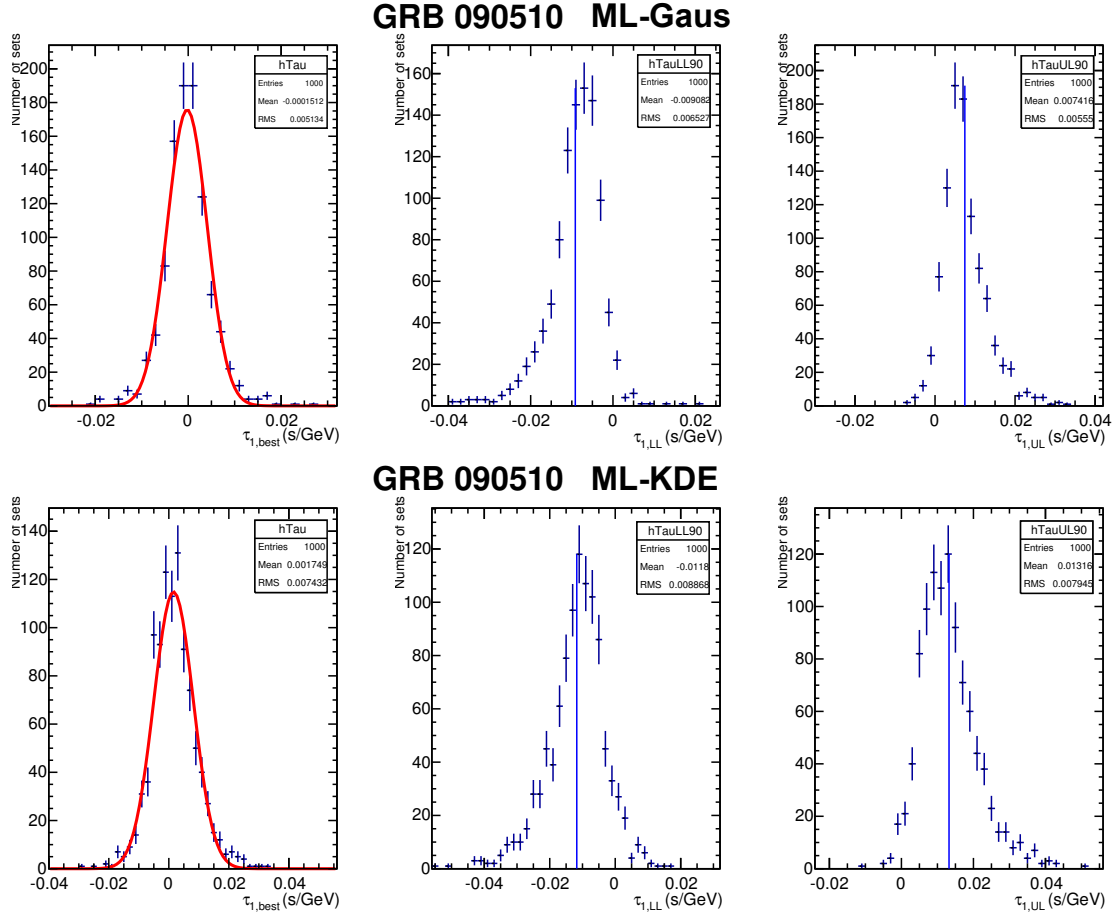 GRB 090510 ML-Gaus
Number of sets
200
180
160
140
120
100
80
60
40
20
0
-0.02 0 0.02
τ1,best (s/GeV)
hTau
Entries 1000
Mean -0.0001512
RMS 0.005134
Number of sets
160
140
120
100
80
60
40
20
0
-0.04 -0.02 0 0.02
τ1,LL (s/GeV)
hTauLL90
Entries 1000
Mean -0.009082
RMS 0.006527
Number of sets
200
180
160
140
120
100
80
60
40
20
0
-0.02 0 0.02 0.04
τ1,UL (s/GeV)
hTauUL90
Entries 1000
Mean 0.007416
RMS 0.00555
GRB 090510 ML-KDE
Number of sets
140
120
100
80
60
40
20
0
-0.04 -0.02 0 0.02 0.04
τ1,best (s/GeV)
hTau
Entries 1000
Mean 0.001749
RMS 0.007432
Number of sets
120
100
80
60
40
20
0
-0.04 -0.02 0 0.02
τ1,LL (s/GeV)
hTauLL90
Entries 1000
Mean -0.0118
RMS 0.008868
Number of sets
120
100
80
60
40
20
0
-0.02 0 0.02 0.04
τ1,UL (s/GeV)
hTauUL90
Entries 1000
Mean 0.01316
RMS 0.007945